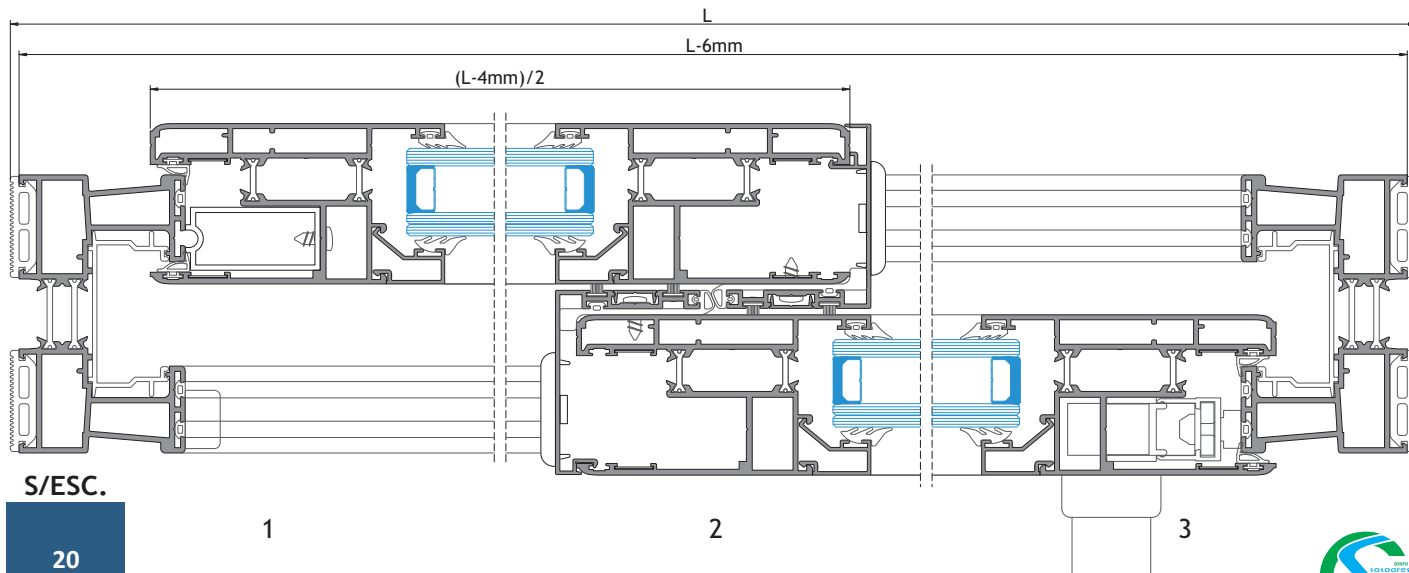 L
L-6mm
(L-4mm)/2
S/ESC.
1 2 3
20
GRUPO
sosoares